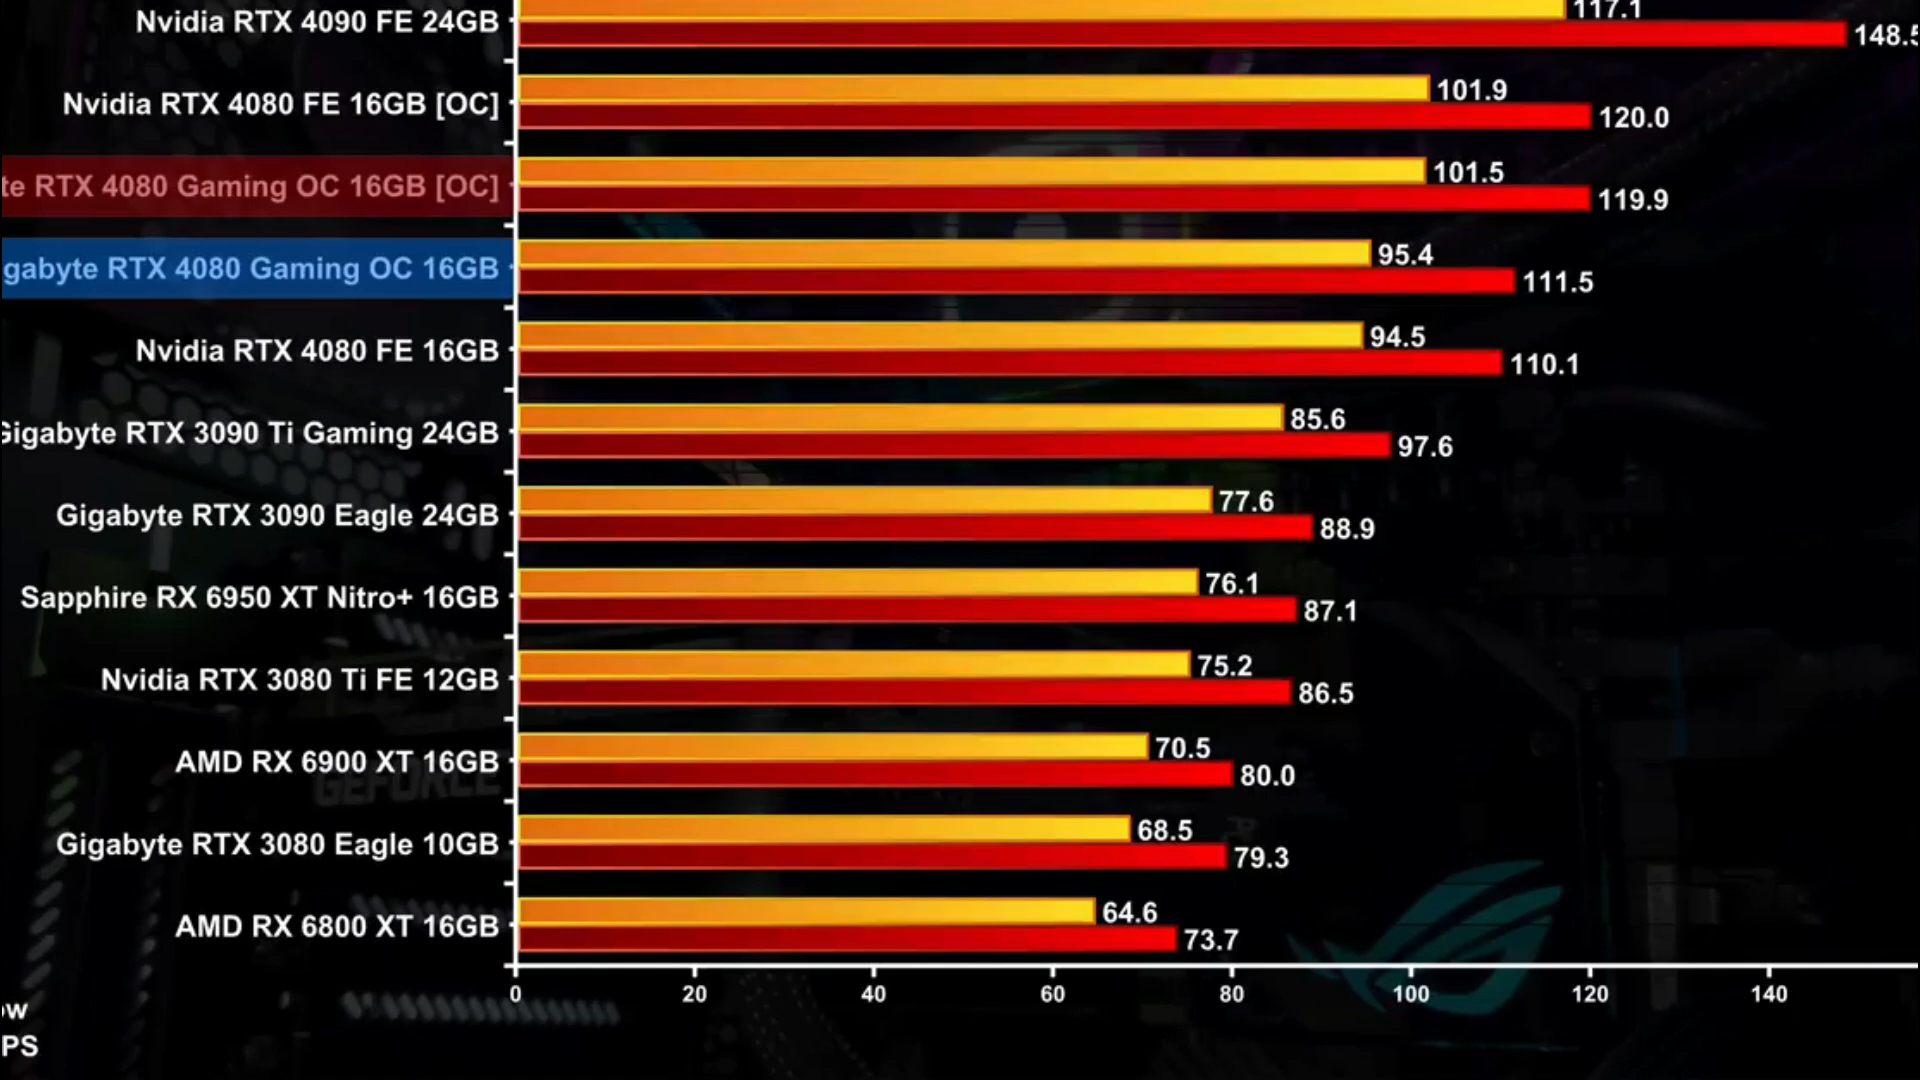 Nvidia RTX 4090 FE 24GB
117.1
148.5
Nvidia RTX 4080 FE 16GB [OC]
101.9
120.0
te RTX 4080 Gaming OC 16GB [OC]
101.5
119.9
gabyte RTX 4080 Gaming OC 16GB
95.4
111.5
Nvidia RTX 4080 FE 16GB
94.5
110.1
Gigabyte RTX 3090 Ti Gaming 24GB
85.6
97.6
Gigabyte RTX 3090 Eagle 24GB
77.6
88.9
Sapphire RX 6950 XT Nitro+ 16GB
76.1
87.1
Nvidia RTX 3080 Ti FE 12GB
75.2
86.5
AMD RX 6900 XT 16GB
70.5
80.0
GEFORCE
Gigabyte RTX 3080 Eagle 10GB
68.5
79.3
AMD RX 6800 XT 16GB
64.6
73.7
0 20 40 60 80 100 120 140
ow
PS